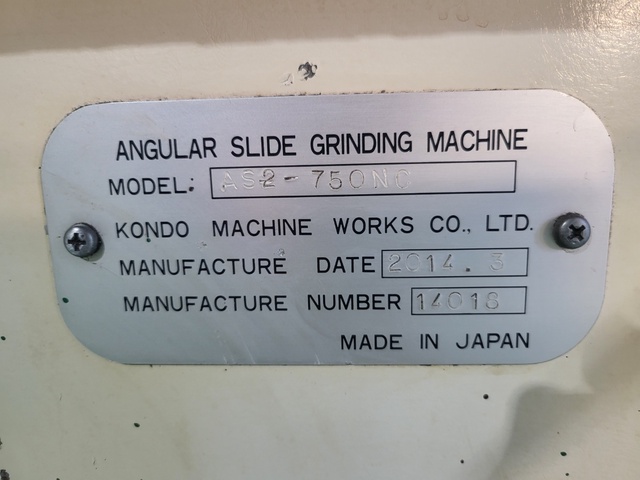 ANGULAR SLIDE GRINDING MACHINE
MODEL: AS2-750NC
KONDO MACHINE WORKS CO., LTD.
MANUFACTURE DATE 2014.3
MANUFACTURE NUMBER 14018
MADE IN JAPAN